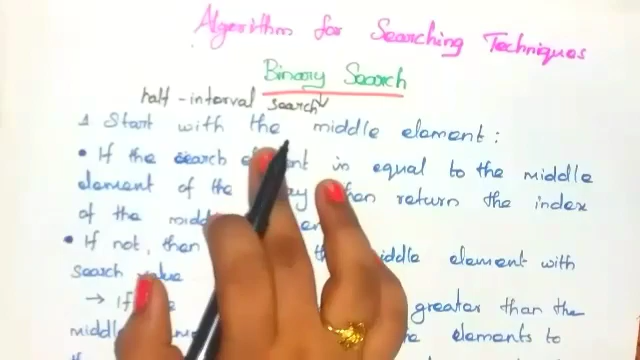 Algorithm for Searching Techniques
Binary Search
half-interval search
1 Start with the middle element:
• If the search element is equal to the middle
element of the then return the index
of the
• If not, then middle element with
search value
→ If greater than the
elements to